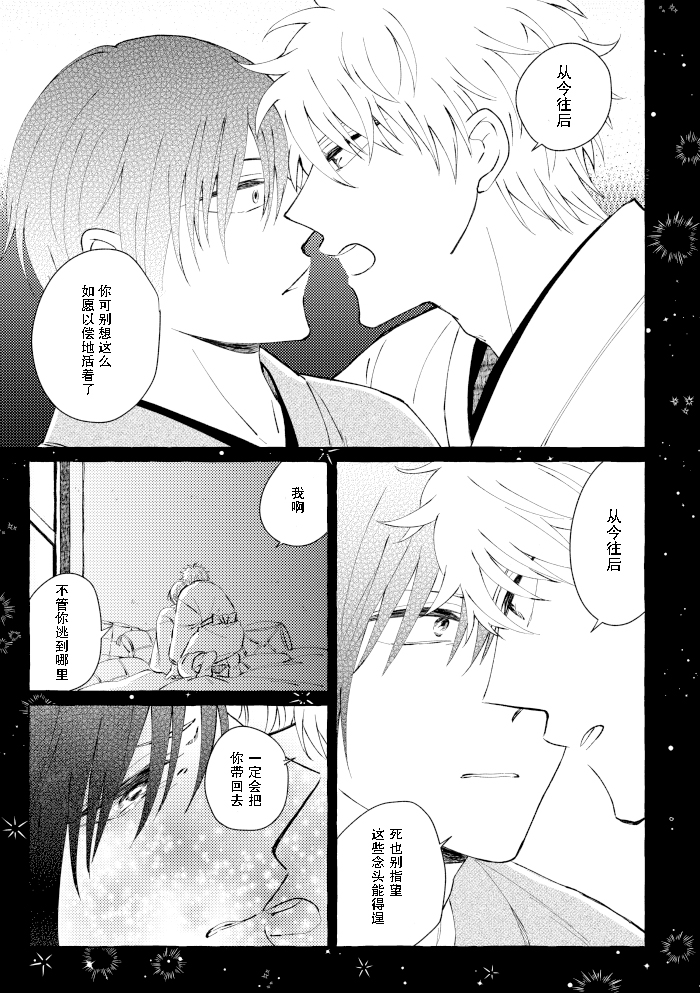 从今往后
你可别想这么
如愿以偿地活着了
从今往后
死也别指望
这些念头能得逞
我啊
不管你逃到哪里
一定会把
你带回去